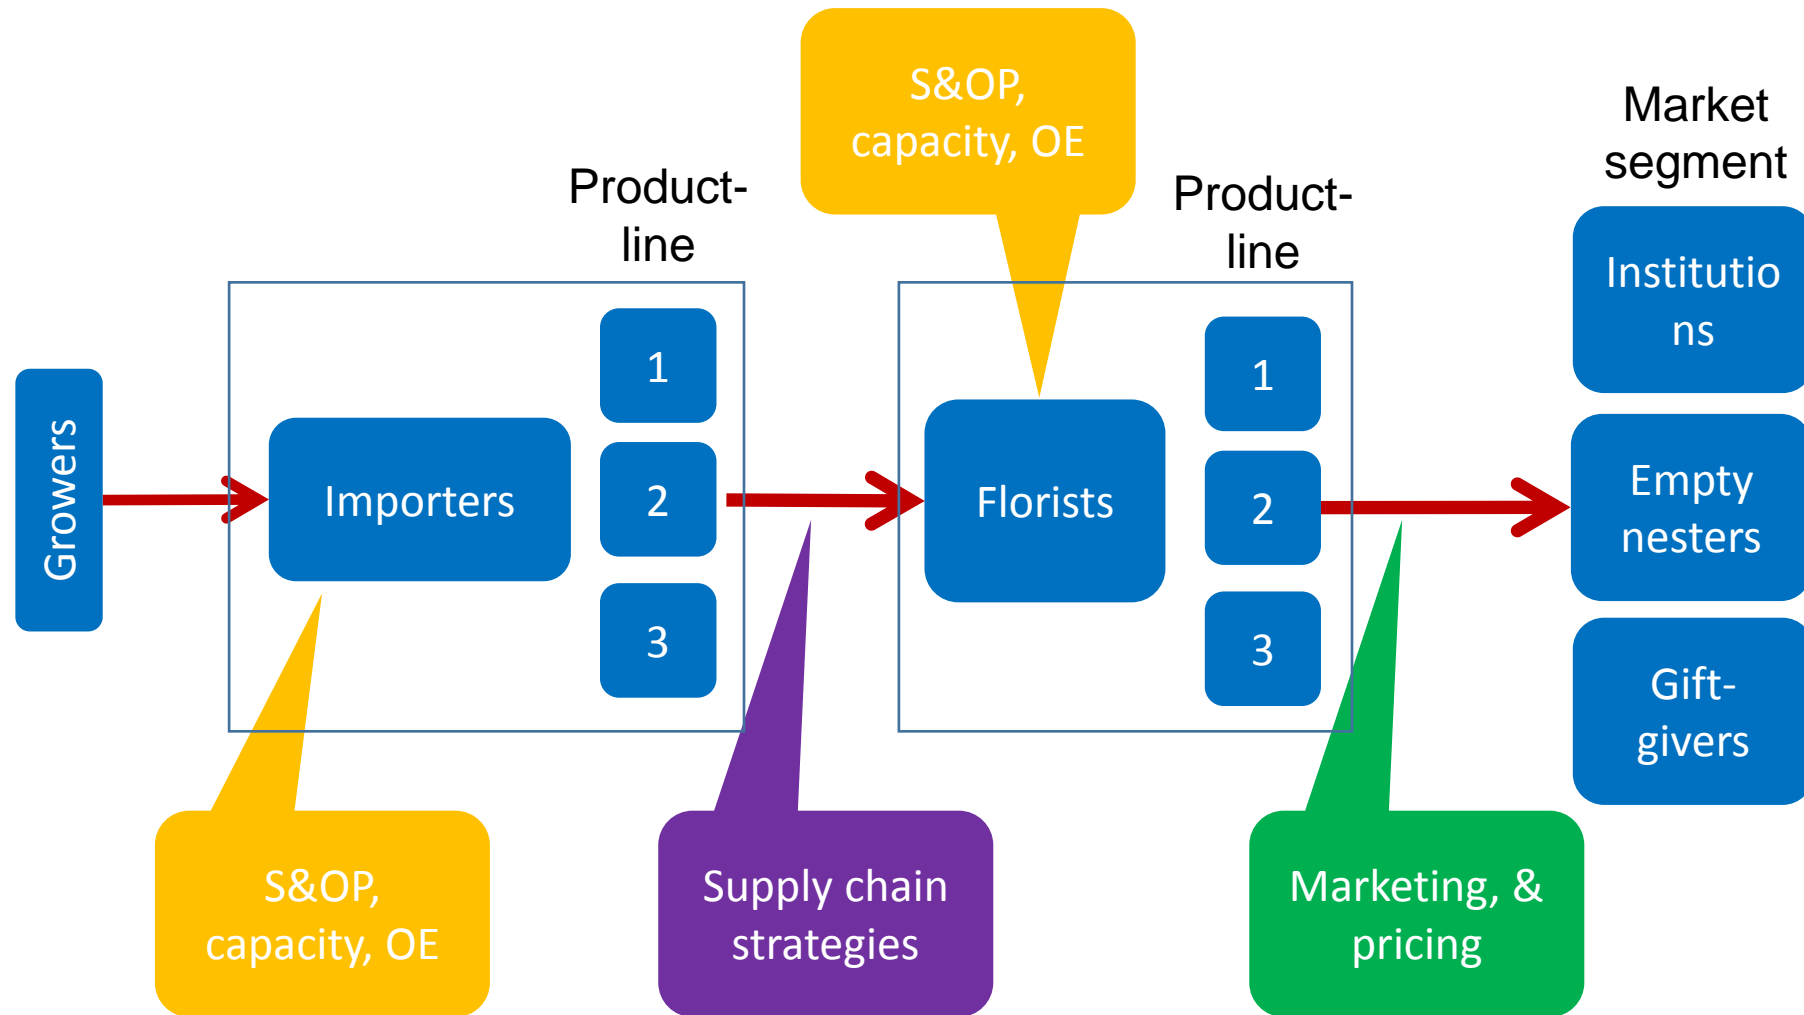 Growers
Importers
Product-
line
1
2
3
S&OP,
capacity, OE
Supply chain
strategies
S&OP,
capacity, OE
Florists
Product-
line
1
2
3
Marketing, &
pricing
Market
segment
Institutio
ns
Empty
nesters
Gift-
givers